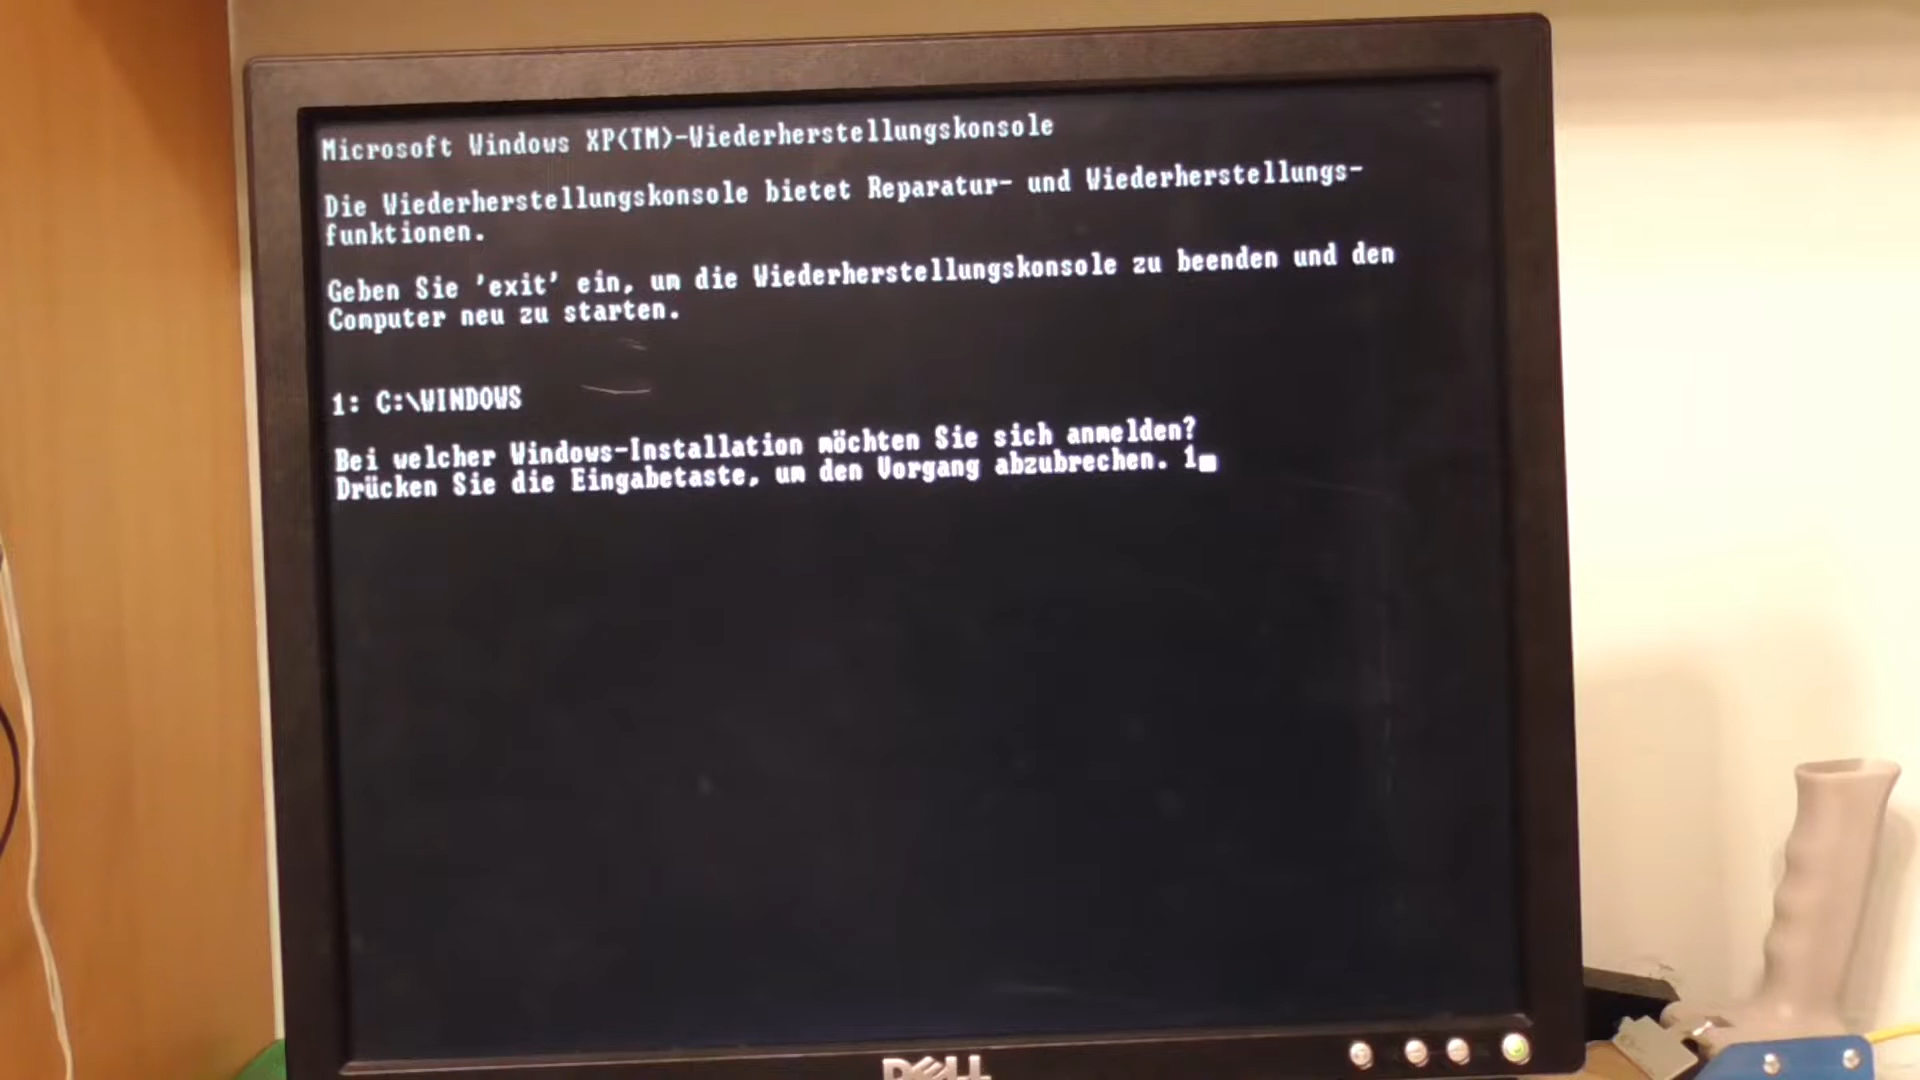 Microsoft Windows XP(TM)-Wiederherstellungskonsole
Die Wiederherstellungskonsole bietet Reparatur- und Wiederherstellungs-
funktionen.
Geben Sie 'exit' ein, um die Wiederherstellungskonsole zu beenden und den
Computer neu zu starten.
1: C:\WINDOWS
Bei welcher Windows-Installation möchten Sie sich anmelden?
Drücken Sie die Eingabetaste, um den Vorgang abzubrechen. 1
DELL